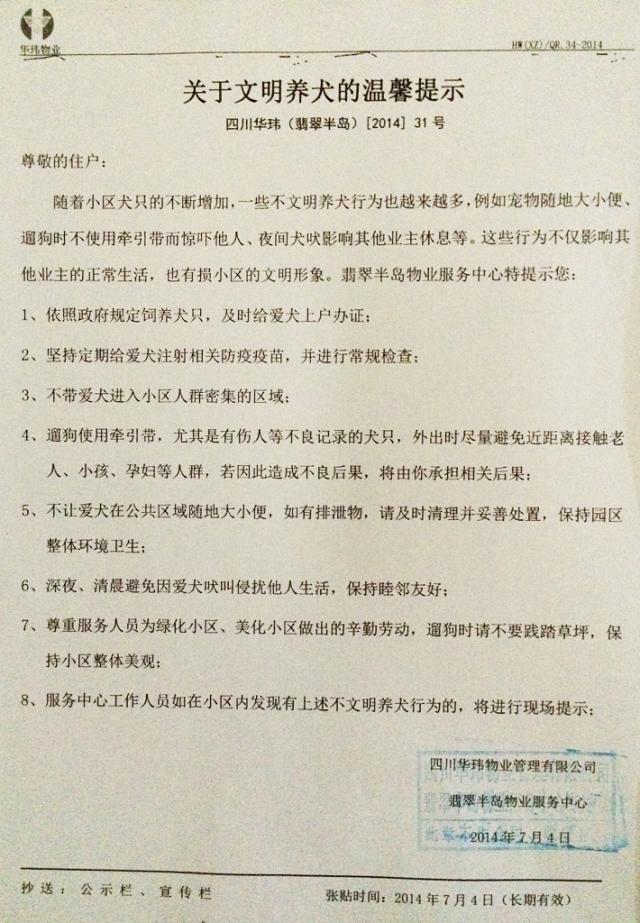 华玮物业
HW(XZ)/QR.34-2014
关于文明养犬的温馨提示
四川华玮（翡翠半岛）[2014] 31 号
尊敬的住户：
随着小区犬只的不断增加，一些不文明养犬行为也越来越多，例如宠物随地大小便、
遛狗时不使用牵引带而惊吓他人、夜间犬吠影响其他业主休息等。这些行为不仅影响其
他业主的正常生活，也有损小区的文明形象。翡翠半岛物业服务中心特提示您：
1、依照政府规定饲养犬只，及时给爱犬上户办证；
2、坚持定期给爱犬注射相关防疫疫苗，并进行常规检查；
3、不带爱犬进入小区人群密集的区域；
4、遛狗使用牵引带，尤其是有伤人等不良记录的犬只，外出时尽量避免近距离接触老
人、小孩、孕妇等人群，若因此造成不良后果，将由你承担相关后果；
5、不让爱犬在公共区域随地大小便，如有排泄物，请及时清理并妥善处置，保持园区
整体环境卫生；
6、深夜、清晨避免因爱犬吠叫侵扰他人生活，保持睦邻友好；
7、尊重服务人员为绿化小区、美化小区做出的辛勤劳动，遛狗时请不要践踏草坪，保
持小区整体美观；
8、服务中心工作人员如在小区内发现有上述不文明养犬行为的，将进行现场提示；
四川华玮物业管理有限公司
翡翠半岛物业服务中心
2014 年 7 月 4 日
抄送：公示栏、宣传栏
张贴时间：2014 年 7 月 4 日（长期有效）